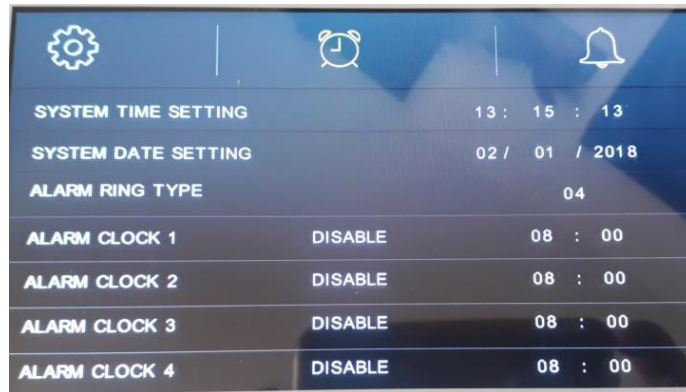 SYSTEM TIME SETTING 13 : 15 : 13
SYSTEM DATE SETTING 02 / 01 / 2018
ALARM RING TYPE 04
ALARM CLOCK 1 DISABLE 08 : 00
ALARM CLOCK 2 DISABLE 08 : 00
ALARM CLOCK 3 DISABLE 08 : 00
ALARM CLOCK 4 DISABLE 08 : 00